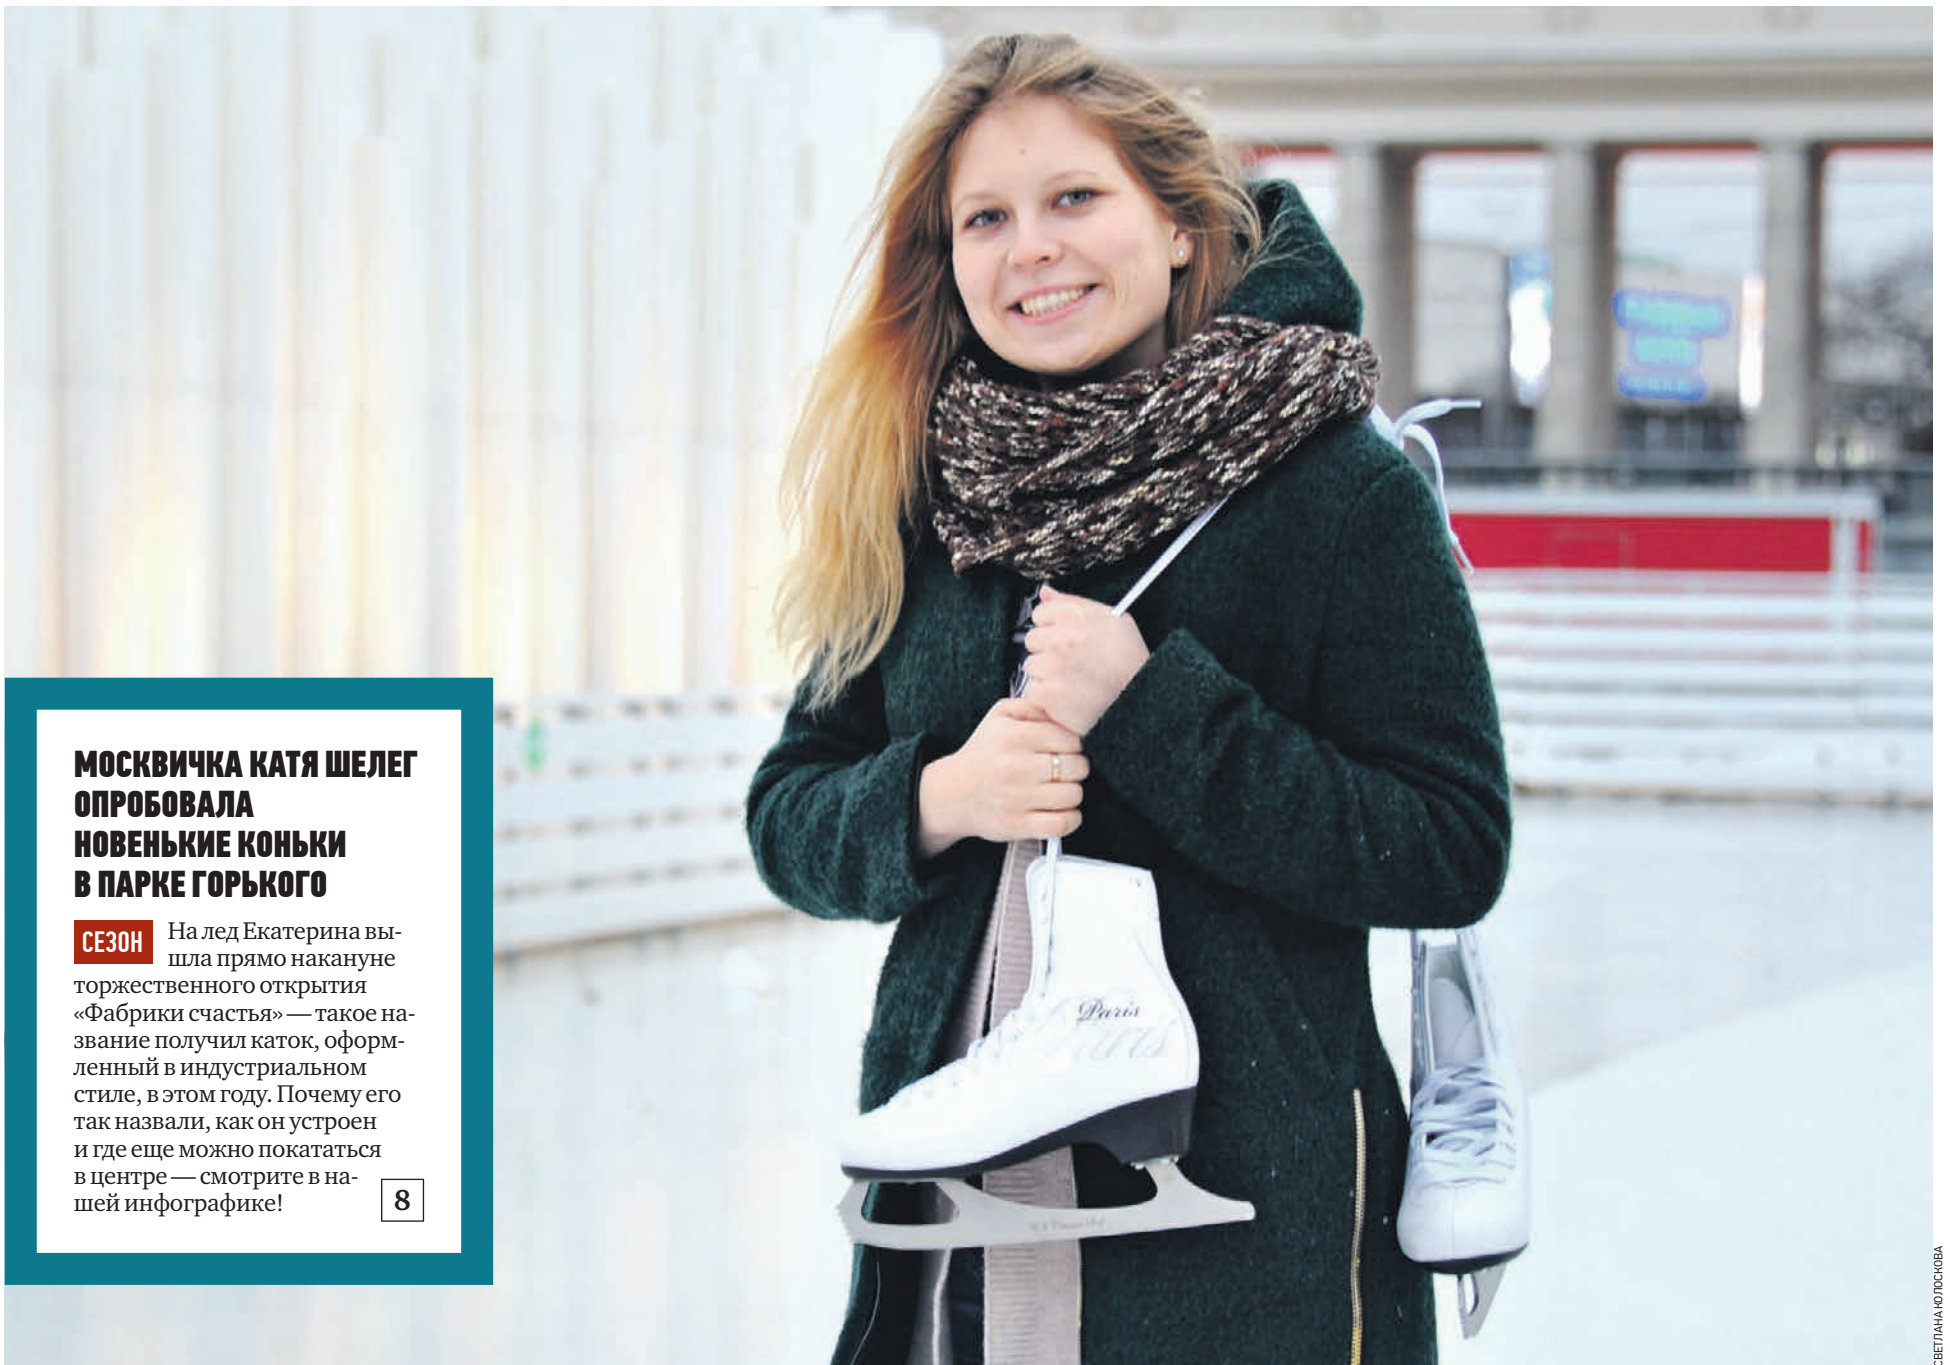 МОСКВИЧКА КАТЯ ШЕЛЕГ
ОПРОБОВАЛА
НОВЕНЬКИЕ КОНЬКИ
В ПАРКЕ ГОРЬКОГО
СЕЗОН На лед Екатерина вы-
шла прямо накануне
торжественного открытия
«Фабрики счастья» — такое на-
звание получил каток, оформ-
ленный в индустриальном
стиле, в этом году. Почему его
так назвали, как он устроен
и где еще можно покататься
в центре — смотрите в на-
шей инфографике!
8
Paris
Paris
СВЕТЛАНА КОЛОСКОВА